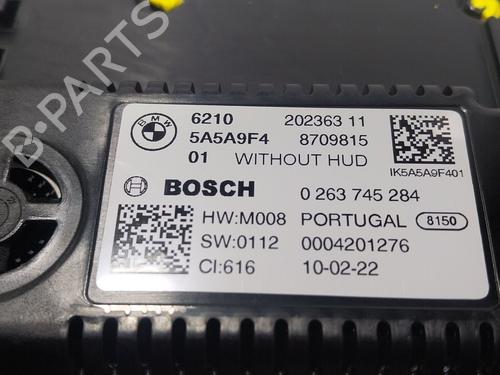 B-PARTS
BMW
6210 202363 11
5A5A9F4 8709815
01 WITHOUT HUD
IK5A5A9F401
BOSCH 0 263 745 284
HW:M008 PORTUGAL 8150
SW:0112 0004201276
CI:616 10-02-22